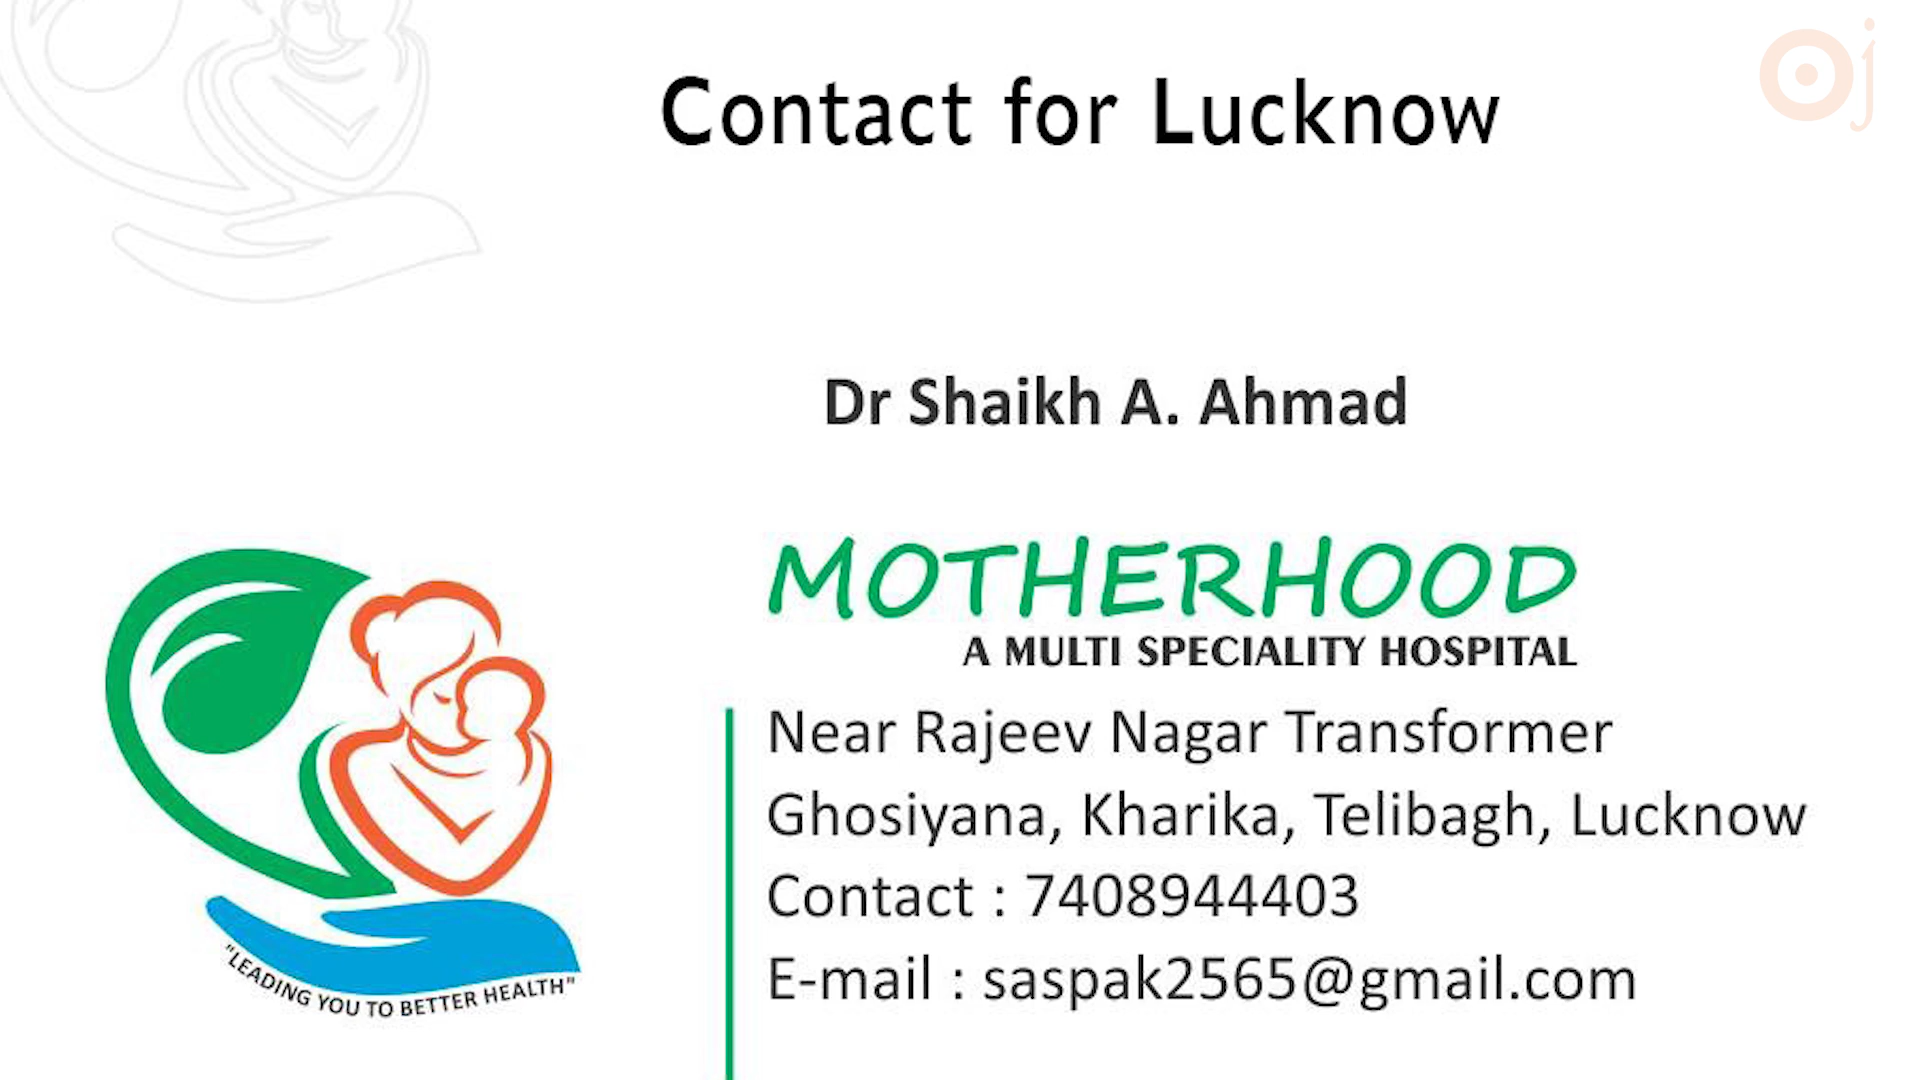 Contact for Lucknow
Dr Shaikh A. Ahmad
MOTHERHOOD
A MULTI SPECIALITY HOSPITAL
Near Rajeev Nagar Transformer
Ghosiyana, Kharika, Telibagh, Lucknow
Contact : 7408944403
E-mail : saspak2565@gmail.com
"LEADING YOU TO BETTER HEALTH"